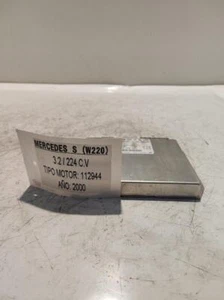 MERCEDES S (W220)
3.2 / 224 C.V
TIPO MOTOR: 112944
AÑO: 2000